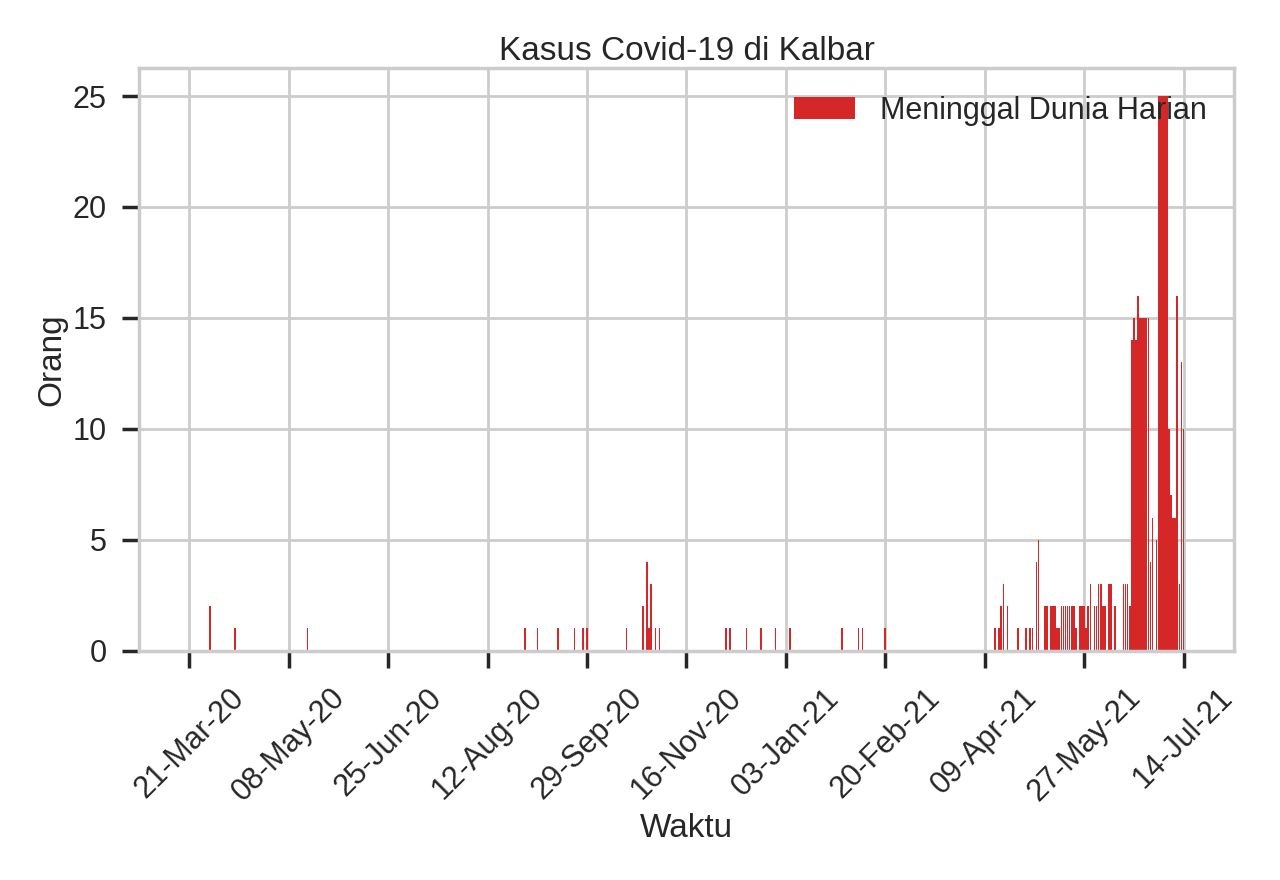 Kasus Covid-19 di Kalbar
Meninggal Dunia Harian
25
20
15
10
5
0
Orang
21-Mar-20
08-May-20
25-Jun-20
12-Aug-20
29-Sep-20
16-Nov-20
03-Jan-21
20-Feb-21
09-Apr-21
27-May-21
14-Jul-21
Waktu